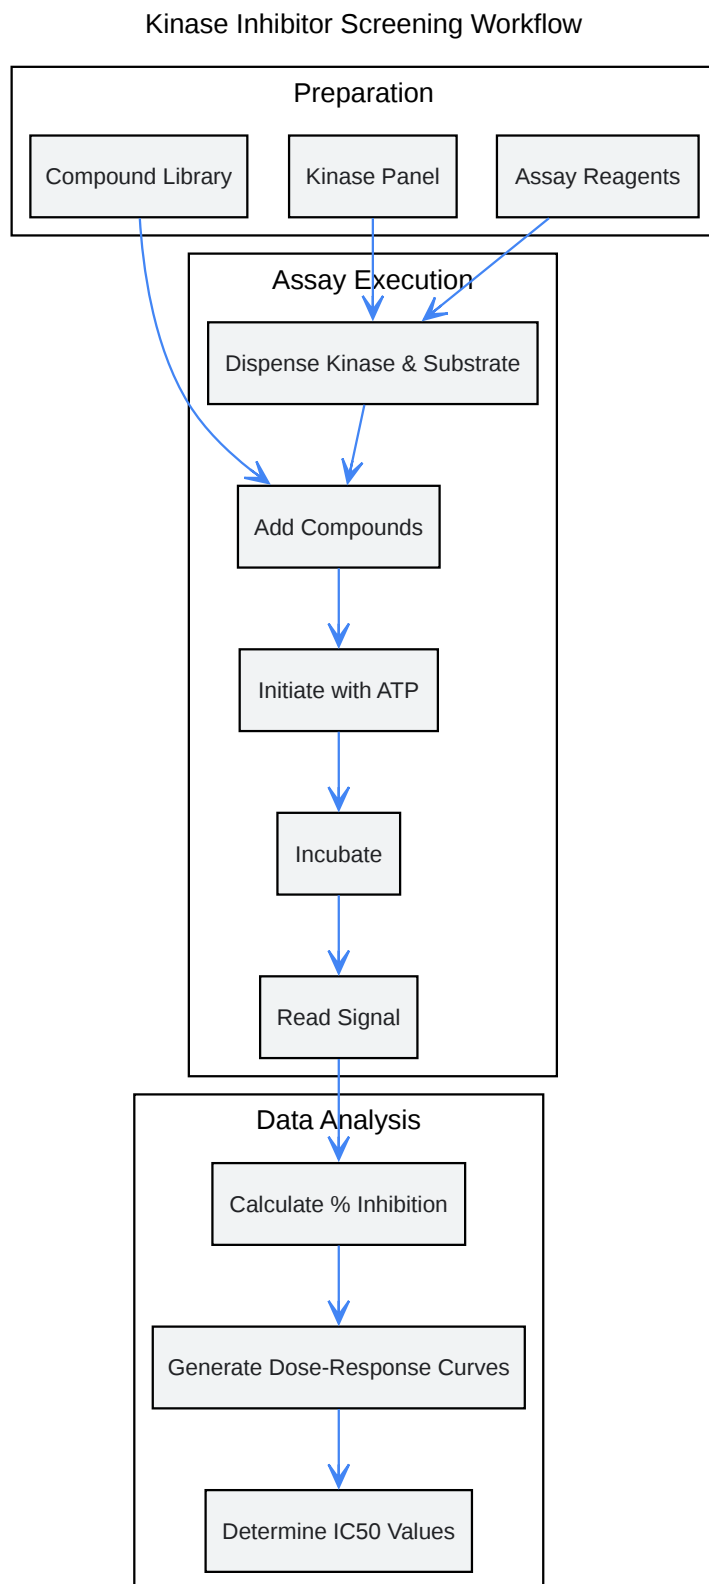 Kinase Inhibitor Screening Workflow
Preparation
Compound Library
Kinase Panel
Assay Reagents
Assay Execution
Dispense Kinase & Substrate
Add Compounds
Initiate with ATP
Incubate
Read Signal
Data Analysis
Calculate % Inhibition
Generate Dose-Response Curves
Determine IC50 Values